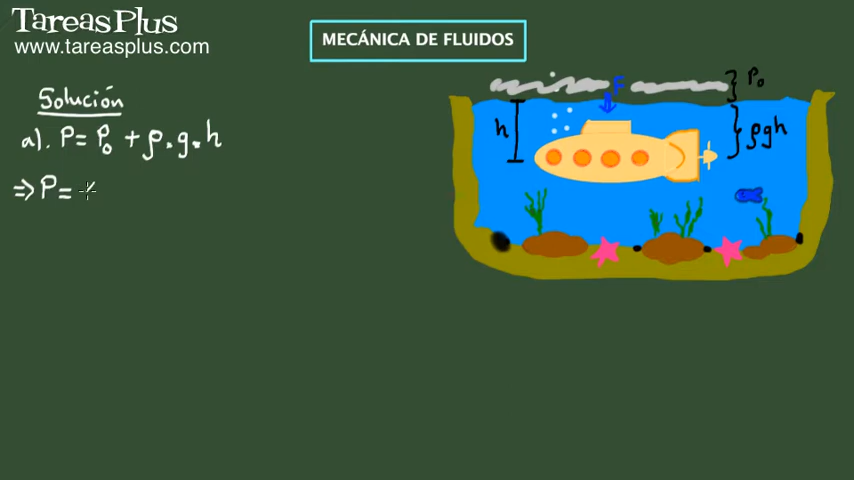 TareasPlus
www.tareasplus.com
MECÁNICA DE FLUIDOS
Solución
a). P = P₀ + ρ.g.h
⇒ P =
F
P₀
h
ρgh